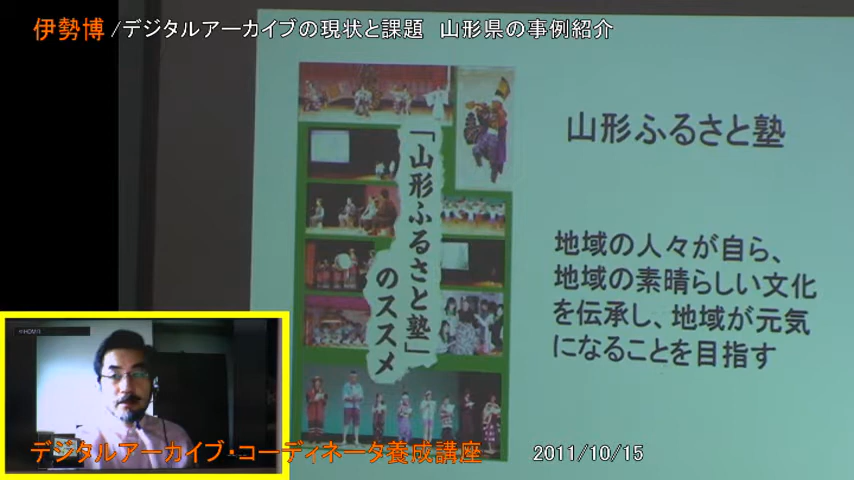 伊勢博/デジタルアーカイブの現状と課題 山形県の事例紹介
「山形ふるさと塾」
のススメ
山形ふるさと塾
地域の人々が自ら、
地域の素晴らしい文化
を伝承し、地域が元気
になることを目指す
デジタルアーカイブ・コーディネータ養成講座 2011/10/15